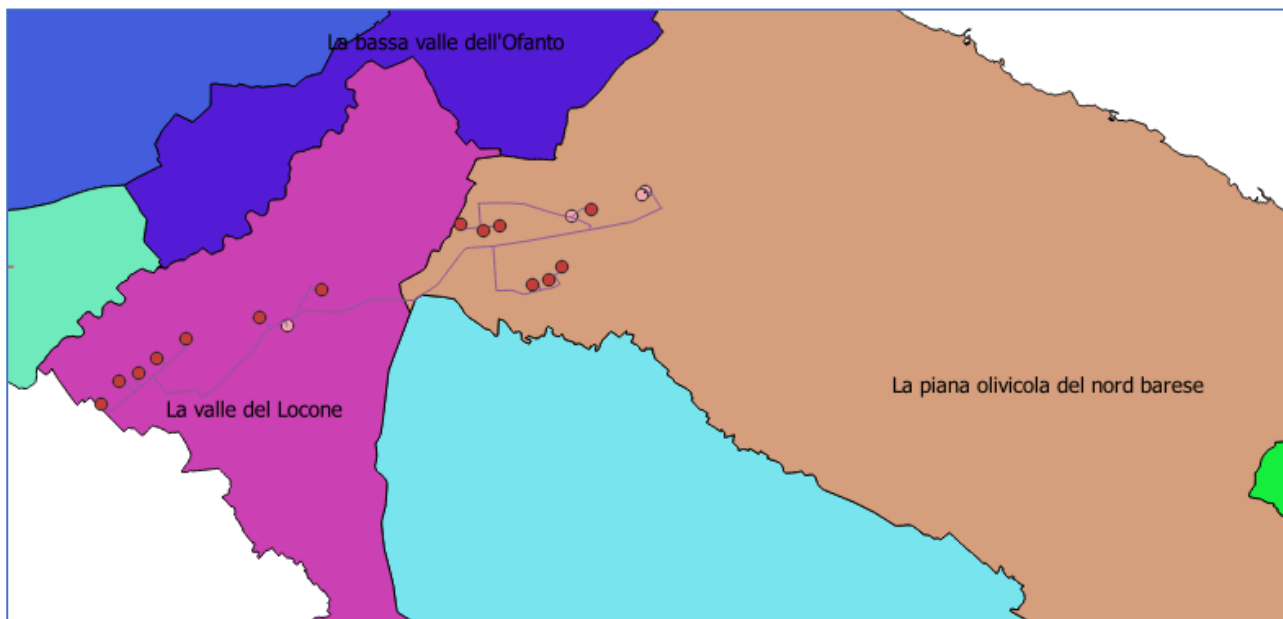 La bassa valle dell'Ofanto
La piana olivicola del nord barese
La valle del Locone